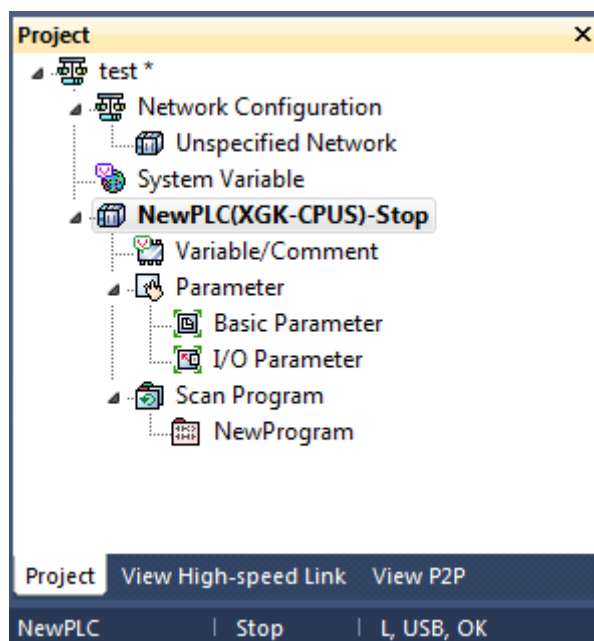 Project
test *
Network Configuration
Unspecified Network
System Variable
NewPLC(XGK-CPUS)-Stop
Variable/Comment
Parameter
Basic Parameter
I/O Parameter
Scan Program
NewProgram
Project View High-speed Link View P2P
NewPLC Stop L, USB, OK